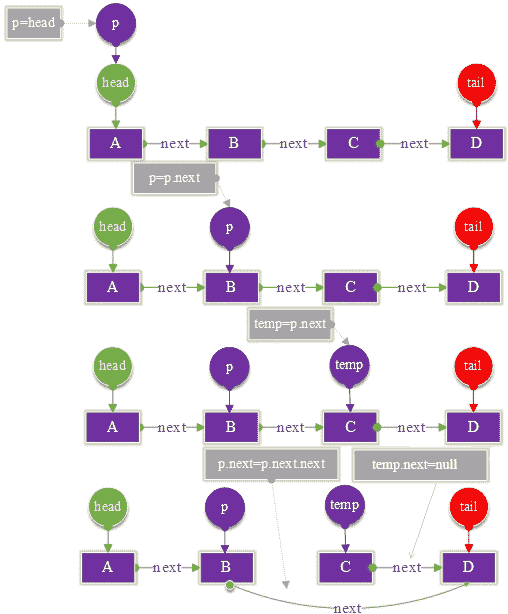 p=head
p
head
tail
A next B next C next D
p=p.next
head
p
tail
A next B next C next D
temp=p.next
head
p
temp
tail
A next B next C next D
p.next=p.next.next
temp.next=null
head
p
temp
tail
A next B C next D
next